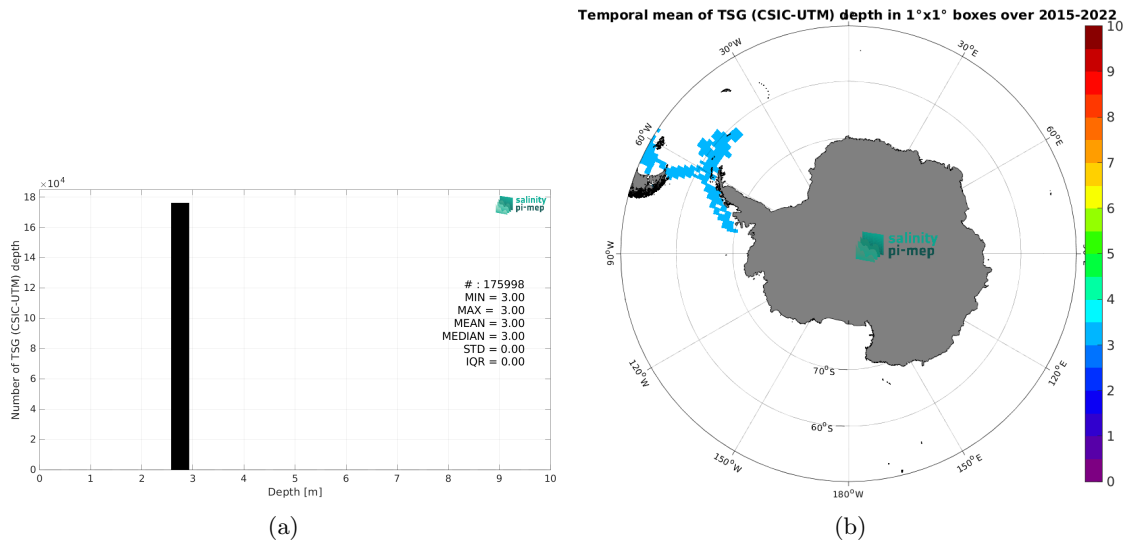 Temporal mean of TSG (CSIC-UTM) depth in 1°x1° boxes over 2015-2022
×10⁴
18
16
14
12
10
8
6
4
2
0
Number of TSG (CSIC-UTM) depth
0 1 2 3 4 5 6 7 8 9 10
Depth [m]
salinity
pi-mep
# : 175998
MIN = 3.00
MAX = 3.00
MEAN = 3.00
MEDIAN = 3.00
STD = 0.00
IQR = 0.00
(a)
30°W
30°E
60°W
60°E
90°W
120°W
120°E
150°W
150°E
180°W
70°S
60°S
salinity
pi-mep
10
9
8
7
6
5
4
3
2
1
0
(b)